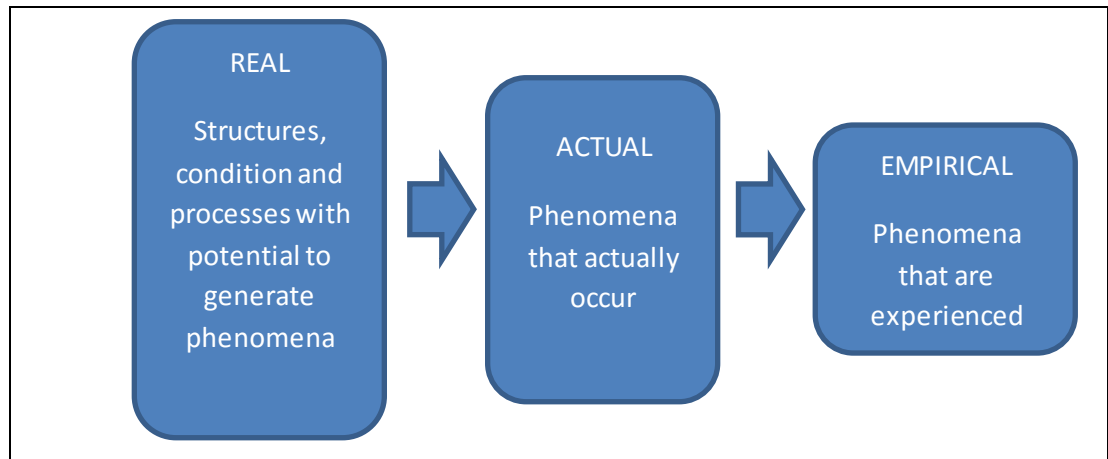 REAL
Structures,
condition and
processes with
potential to
generate
phenomena
ACTUAL
Phenomena
that actually
occur
EMPIRICAL
Phenomena
that are
experienced